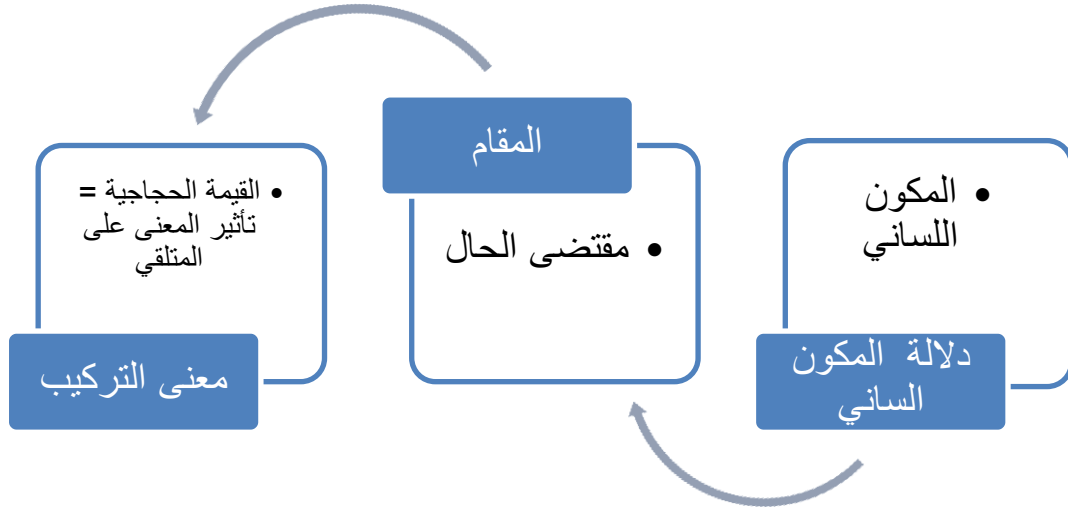 • المكون
اللساني
دلالة المكون
الساني
المقام
• مقتضى الحال
• القيمة الحجاجية =
تأثير المعنى على
المتلقي
معنى التركيب